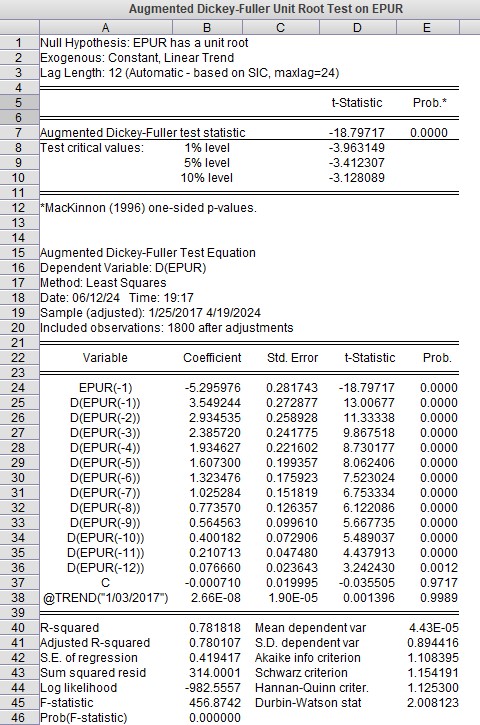 Augmented Dickey-Fuller Unit Root Test on EPUR
A B C D E
1 Null Hypothesis: EPUR has a unit root
2 Exogenous: Constant, Linear Trend
3 Lag Length: 12 (Automatic - based on SIC, maxlag=24)
4
5 t-Statistic Prob.*
6
7 Augmented Dickey-Fuller test statistic -18.79717 0.0000
8 Test critical values: 1% level -3.963149
9 5% level -3.412307
10 10% level -3.128089
11
12 *MacKinnon (1996) one-sided p-values.
13
14
15 Augmented Dickey-Fuller Test Equation
16 Dependent Variable: D(EPUR)
17 Method: Least Squares
18 Date: 06/12/24 Time: 19:17
19 Sample (adjusted): 1/25/2017 4/19/2024
20 Included observations: 1800 after adjustments
21
22 Variable Coefficient Std. Error t-Statistic Prob.
23
24 EPUR(-1) -5.295976 0.281743 -18.79717 0.0000
25 D(EPUR(-1)) 3.549244 0.272877 13.00677 0.0000
26 D(EPUR(-2)) 2.934535 0.258928 11.33338 0.0000
27 D(EPUR(-3)) 2.385720 0.241775 9.867518 0.0000
28 D(EPUR(-4)) 1.934627 0.221602 8.730177 0.0000
29 D(EPUR(-5)) 1.607300 0.199357 8.062406 0.0000
30 D(EPUR(-6)) 1.323476 0.175923 7.523024 0.0000
31 D(EPUR(-7)) 1.025284 0.151819 6.753334 0.0000
32 D(EPUR(-8)) 0.773570 0.126357 6.122086 0.0000
33 D(EPUR(-9)) 0.564563 0.099610 5.667735 0.0000
34 D(EPUR(-10)) 0.400182 0.072906 5.489037 0.0000
35 D(EPUR(-11)) 0.210713 0.047480 4.437913 0.0000
36 D(EPUR(-12)) 0.076660 0.023643 3.242430 0.0012
37 C -0.000710 0.019995 -0.035505 0.9717
38 @TREND("1/03/2017") 2.66E-08 1.90E-05 0.001396 0.9989
39
40 R-squared 0.781818 Mean dependent var 4.43E-05
41 Adjusted R-squared 0.780107 S.D. dependent var 0.894416
42 S.E. of regression 0.419417 Akaike info criterion 1.108395
43 Sum squared resid 314.0001 Schwarz criterion 1.154191
44 Log likelihood -982.5557 Hannan-Quinn criter. 1.125300
45 F-statistic 456.8742 Durbin-Watson stat 2.008123
46 Prob(F-statistic) 0.000000